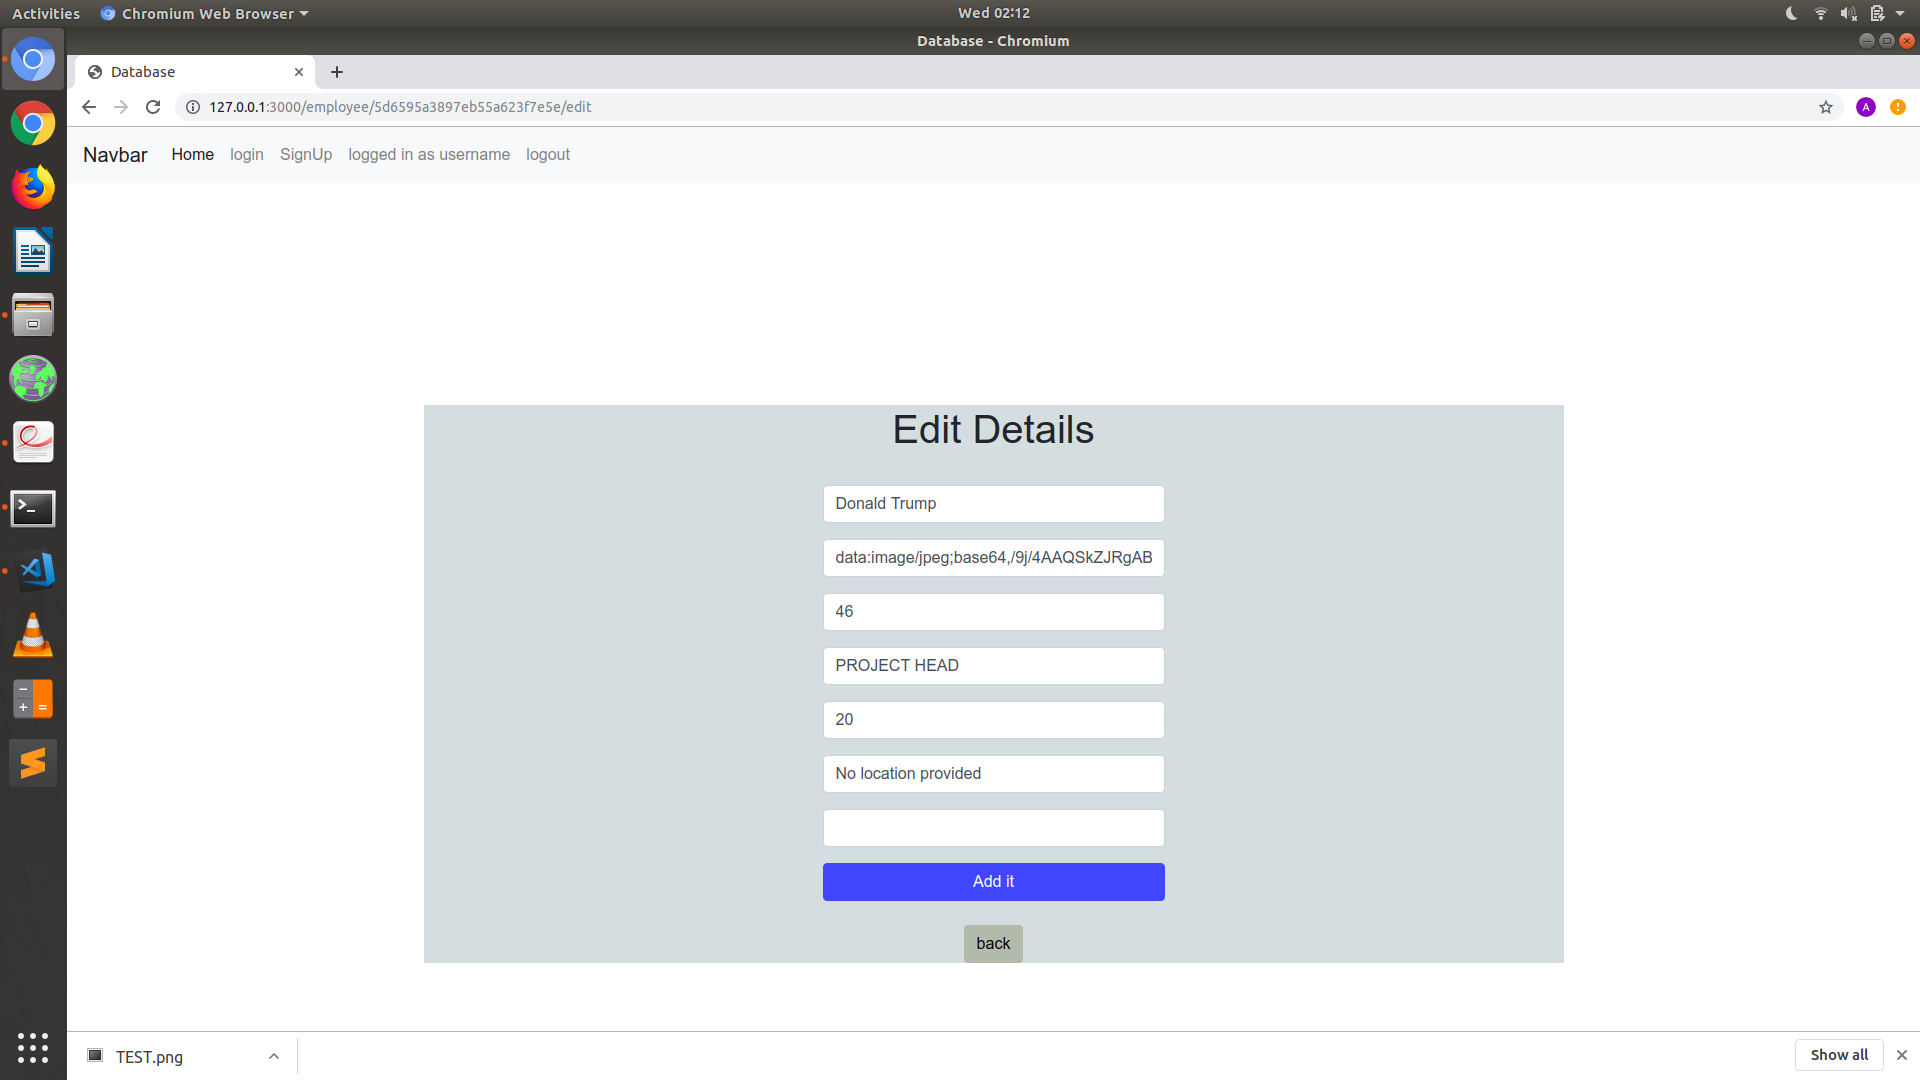 Activities Chromium Web Browser Wed 02:12
Database - Chromium
Database
127.0.0.1:3000/employee/5d6595a3897eb55a623f7e5e/edit A
Navbar Home login SignUp logged in as username logout
Edit Details
Donald Trump
data:image/jpeg;base64,/9j/4AAQSkZJRgAB
46
PROJECT HEAD
20
No location provided
Add it
back
TEST.png Show all